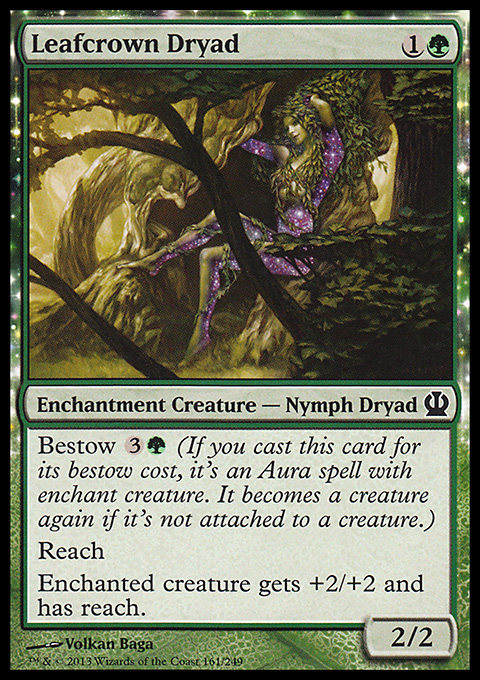 Leafcrown Dryad 1
Enchantment Creature — Nymph Dryad
Bestow 3 (If you cast this card for
its bestow cost, it's an Aura spell with
enchant creature. It becomes a creature
again if it's not attached to a creature.)
Reach
Enchanted creature gets +2/+2 and
has reach.
2/2
Volkan Baga
™ & © 2013 Wizards of the Coast 161/249